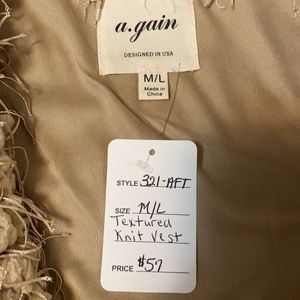 a.gain
DESIGNED IN USA
M/L
Made in
China
STYLE 321-AFT
SIZE M/L
Textured
Knit Vest
PRICE $57